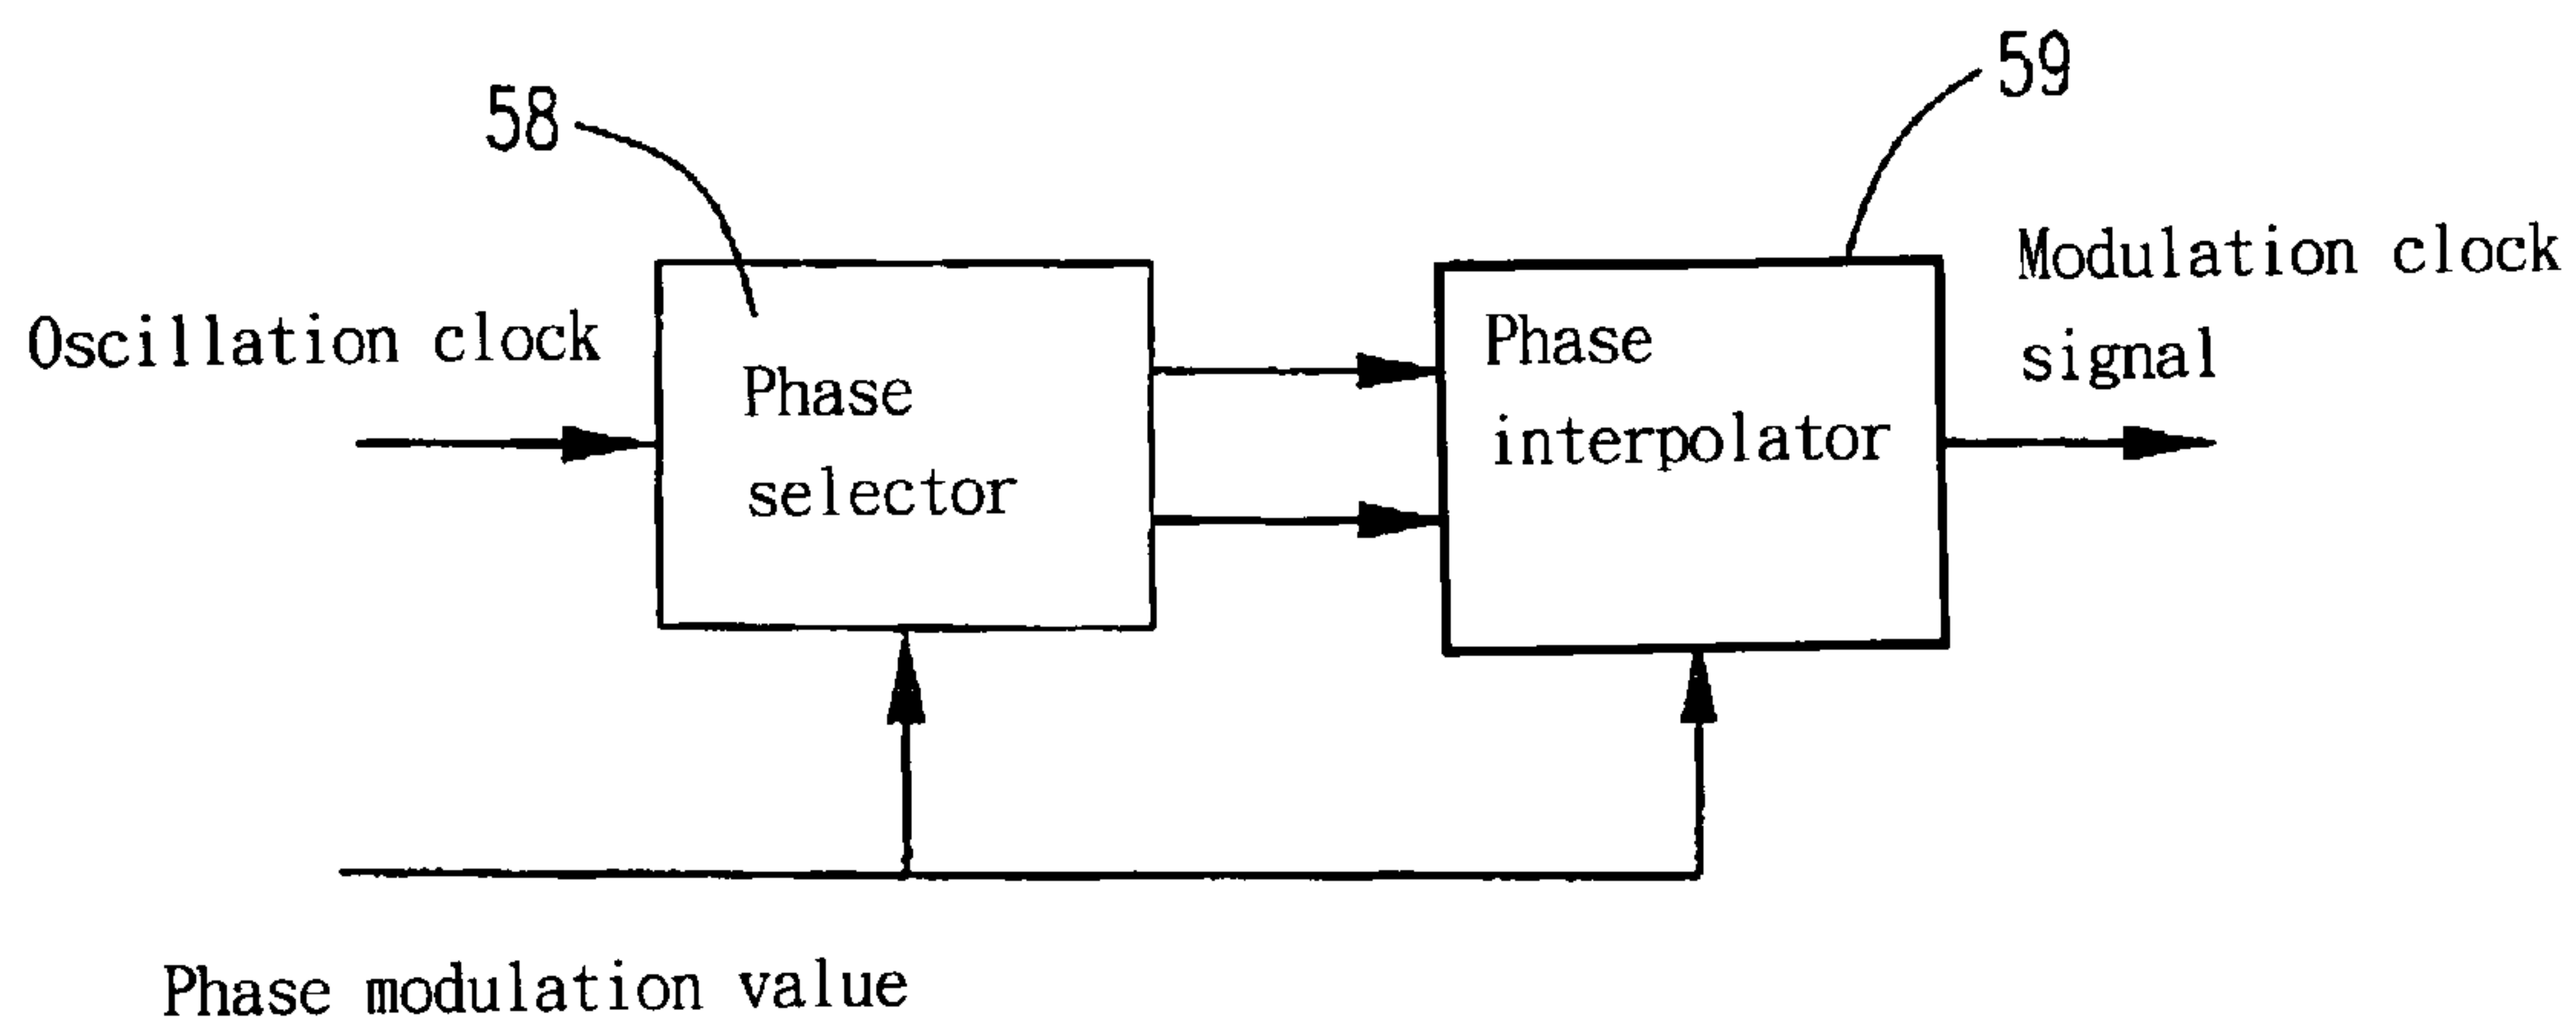 58
59
Oscillation clock
Phase
selector
Phase
interpolator
Modulation clock
signal
Phase modulation value